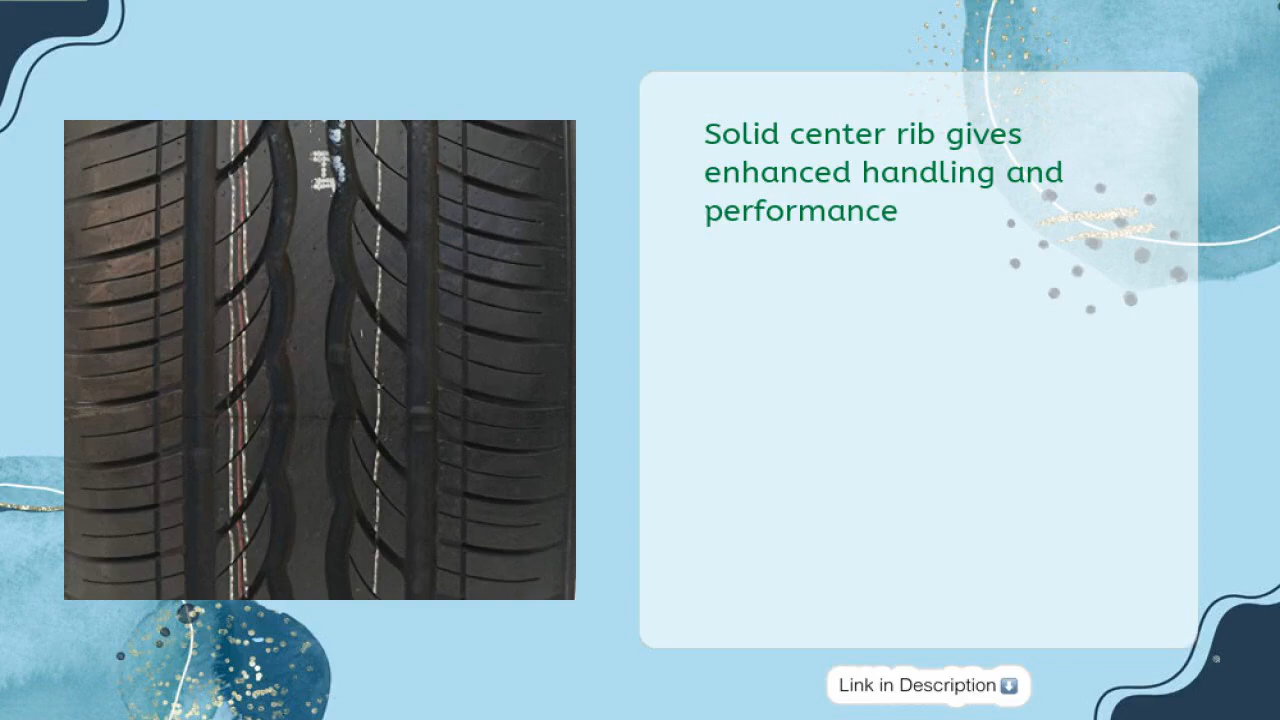 Solid center rib gives
enhanced handling and
performance
Link in Description ⬇️